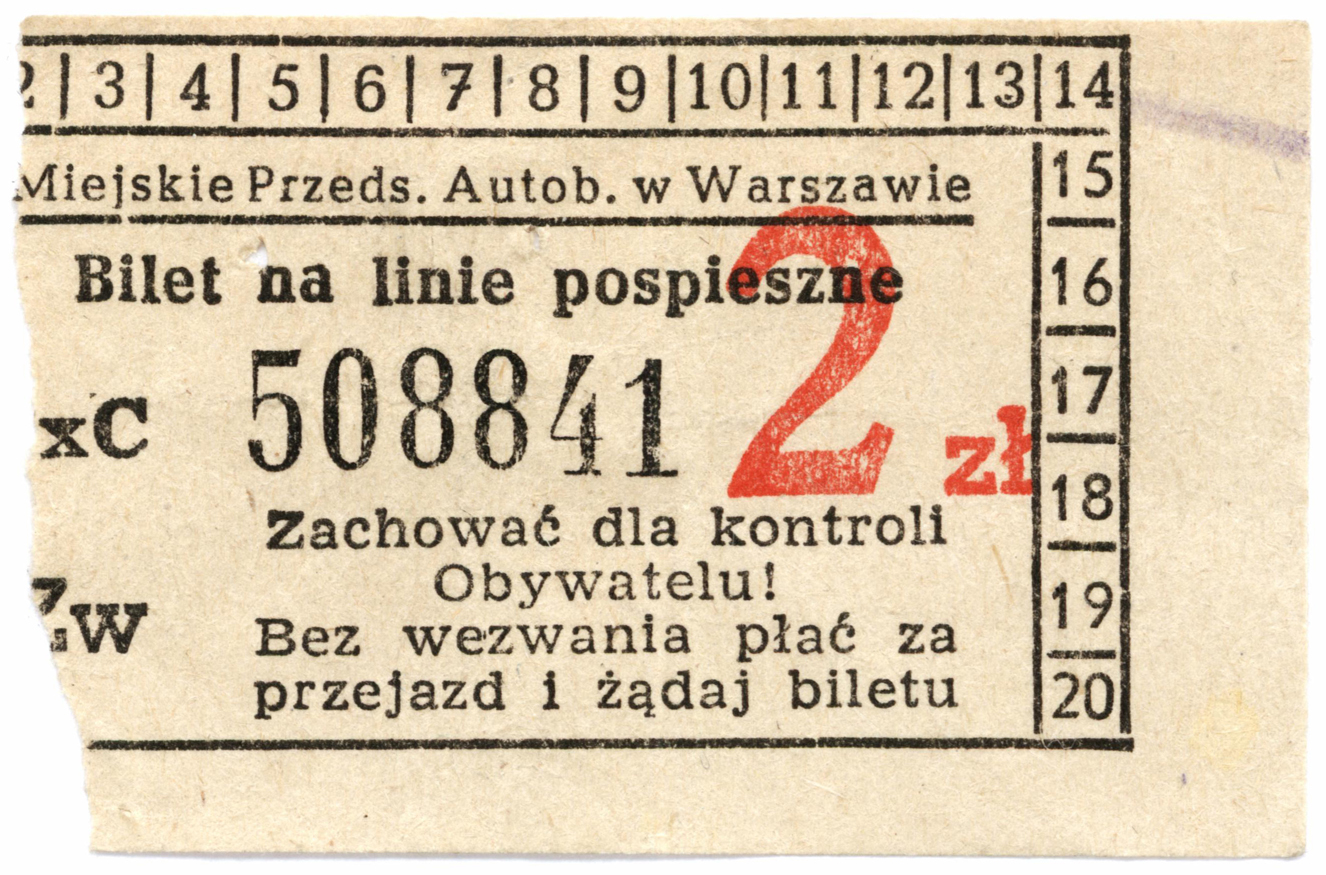 2 | 3 | 4 | 5 | 6 | 7 | 8 | 9 | 10 | 11 | 12 | 13 | 14
Miejskie Przeds. Autob. w Warszawie
15
Bilet na linie pospieszne
16
xC 508841 2 zł
17
18
Zachować dla kontroli
Obywatelu!
19
Zw Bez wezwania płać za
przejazd i żądaj biletu
20